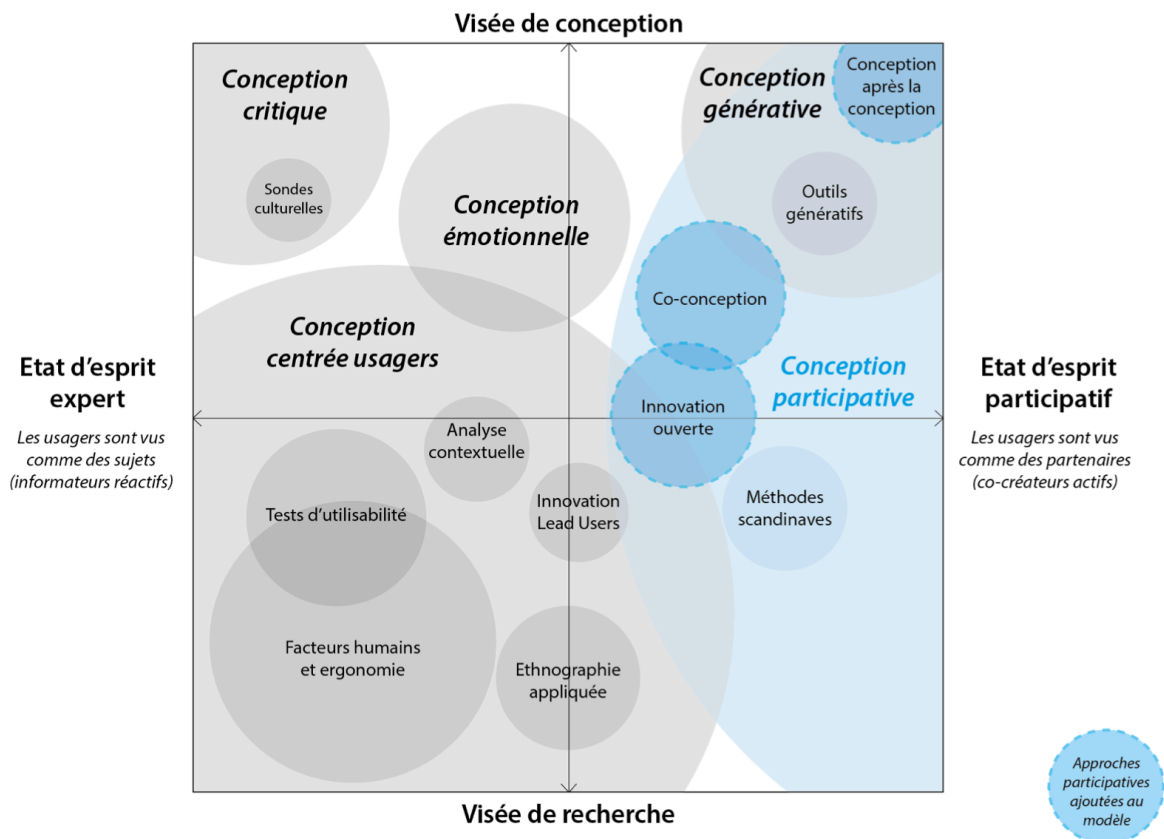 Visée de conception
Conception
critique
Sondes
culturelles
Conception
émotionnelle
Conception
générative
Conception
après la
conception
Outils
génératifs
Co-conception
Conception
centrée usagers
Conception
participative
Innovation
ouverte
Etat d’esprit
expert
Les usagers sont vus
comme des sujets
(informateurs réactifs)
Etat d’esprit
participatif
Les usagers sont vus
comme des partenaires
(co-créateurs actifs)
Analyse
contextuelle
Tests d’utilisabilité
Innovation
Lead Users
Méthodes
scandinaves
Facteurs humains
et ergonomie
Ethnographie
appliquée
Visée de recherche
Approches
participatives
ajoutées au
modèle